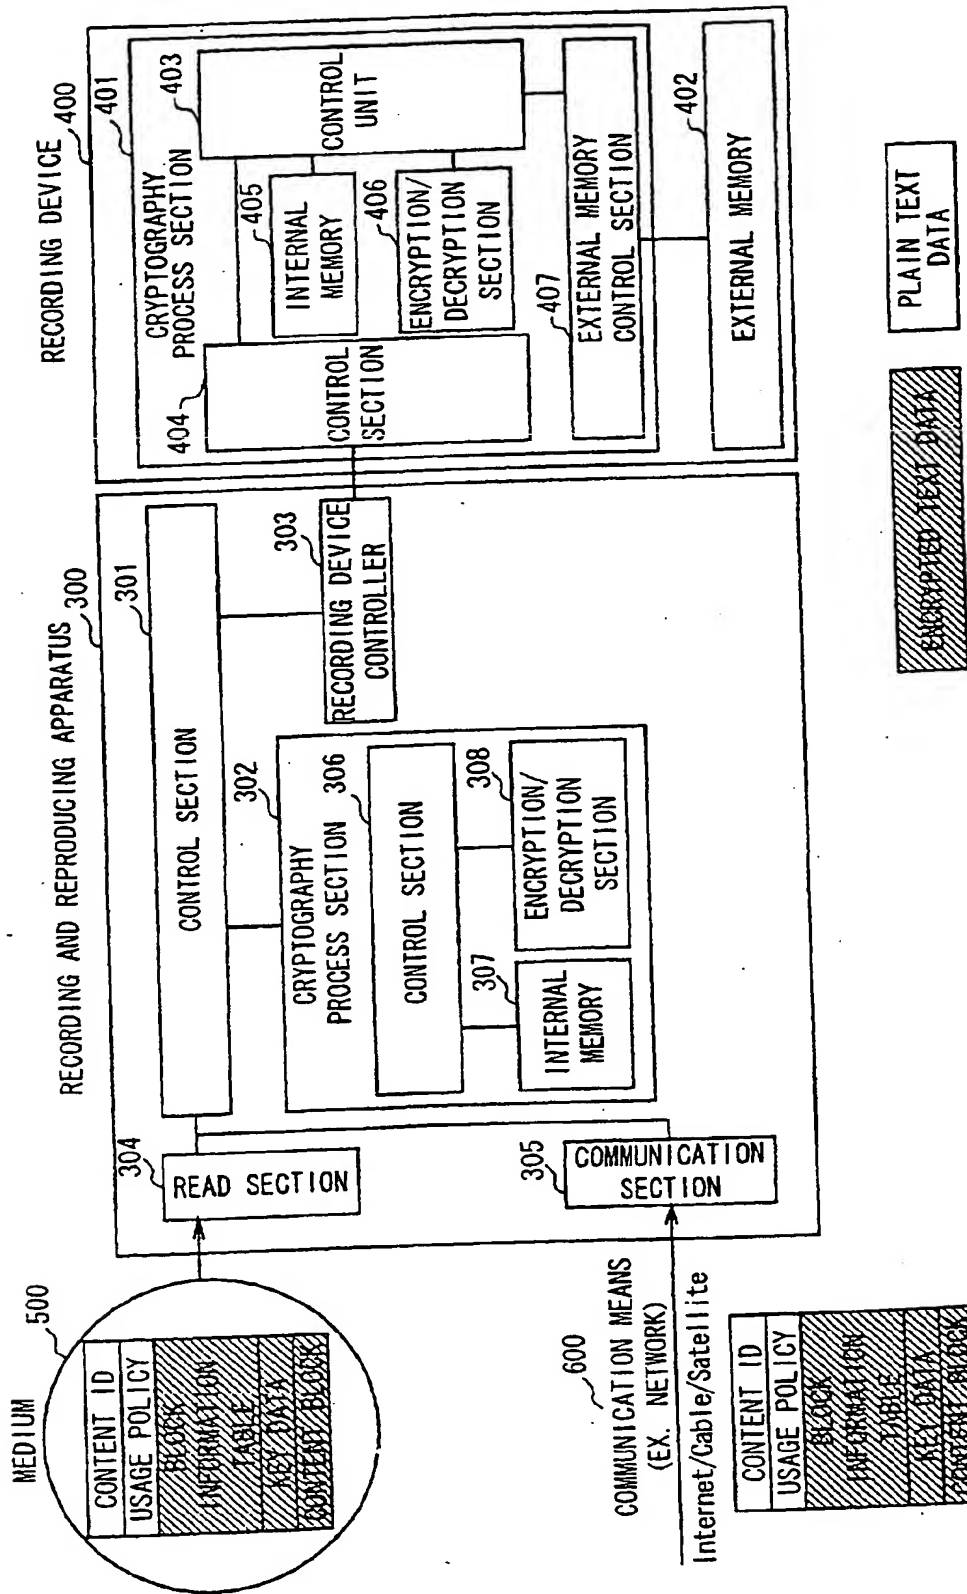 MEDIUM
500
CONTENT ID
USAGE POLICY
BLOCK
INFORMATION
TABLE
KEY DATA
CONTENT BLOCK
COMMUNICATION MEANS
(EX. NETWORK)
600
Internet/Cable/Satellite
CONTENT ID
USAGE POLICY
BLOCK
INFORMATION
TABLE
KEY DATA
CONTENT BLOCK
RECORDING AND REPRODUCING APPARATUS
300
304
READ SECTION
305
COMMUNICATION
SECTION
301
CONTROL SECTION
302
CRYPTOGRAPHY
PROCESS SECTION
306
CONTROL SECTION
307
INTERNAL
MEMORY
308
ENCRYPTION/
DECRYPTION
SECTION
303
RECORDING DEVICE
CONTROLLER
RECORDING DEVICE
400
401
CRYPTOGRAPHY
PROCESS SECTION
403
CONTROL
UNIT
404
CONTROL
SECTION
405
INTERNAL
MEMORY
406
ENCRYPTION/
DECRYPTION
SECTION
407
EXTERNAL MEMORY
CONTROL SECTION
402
EXTERNAL MEMORY
ENCRYPTED TEXT DATA
PLAIN TEXT
DATA